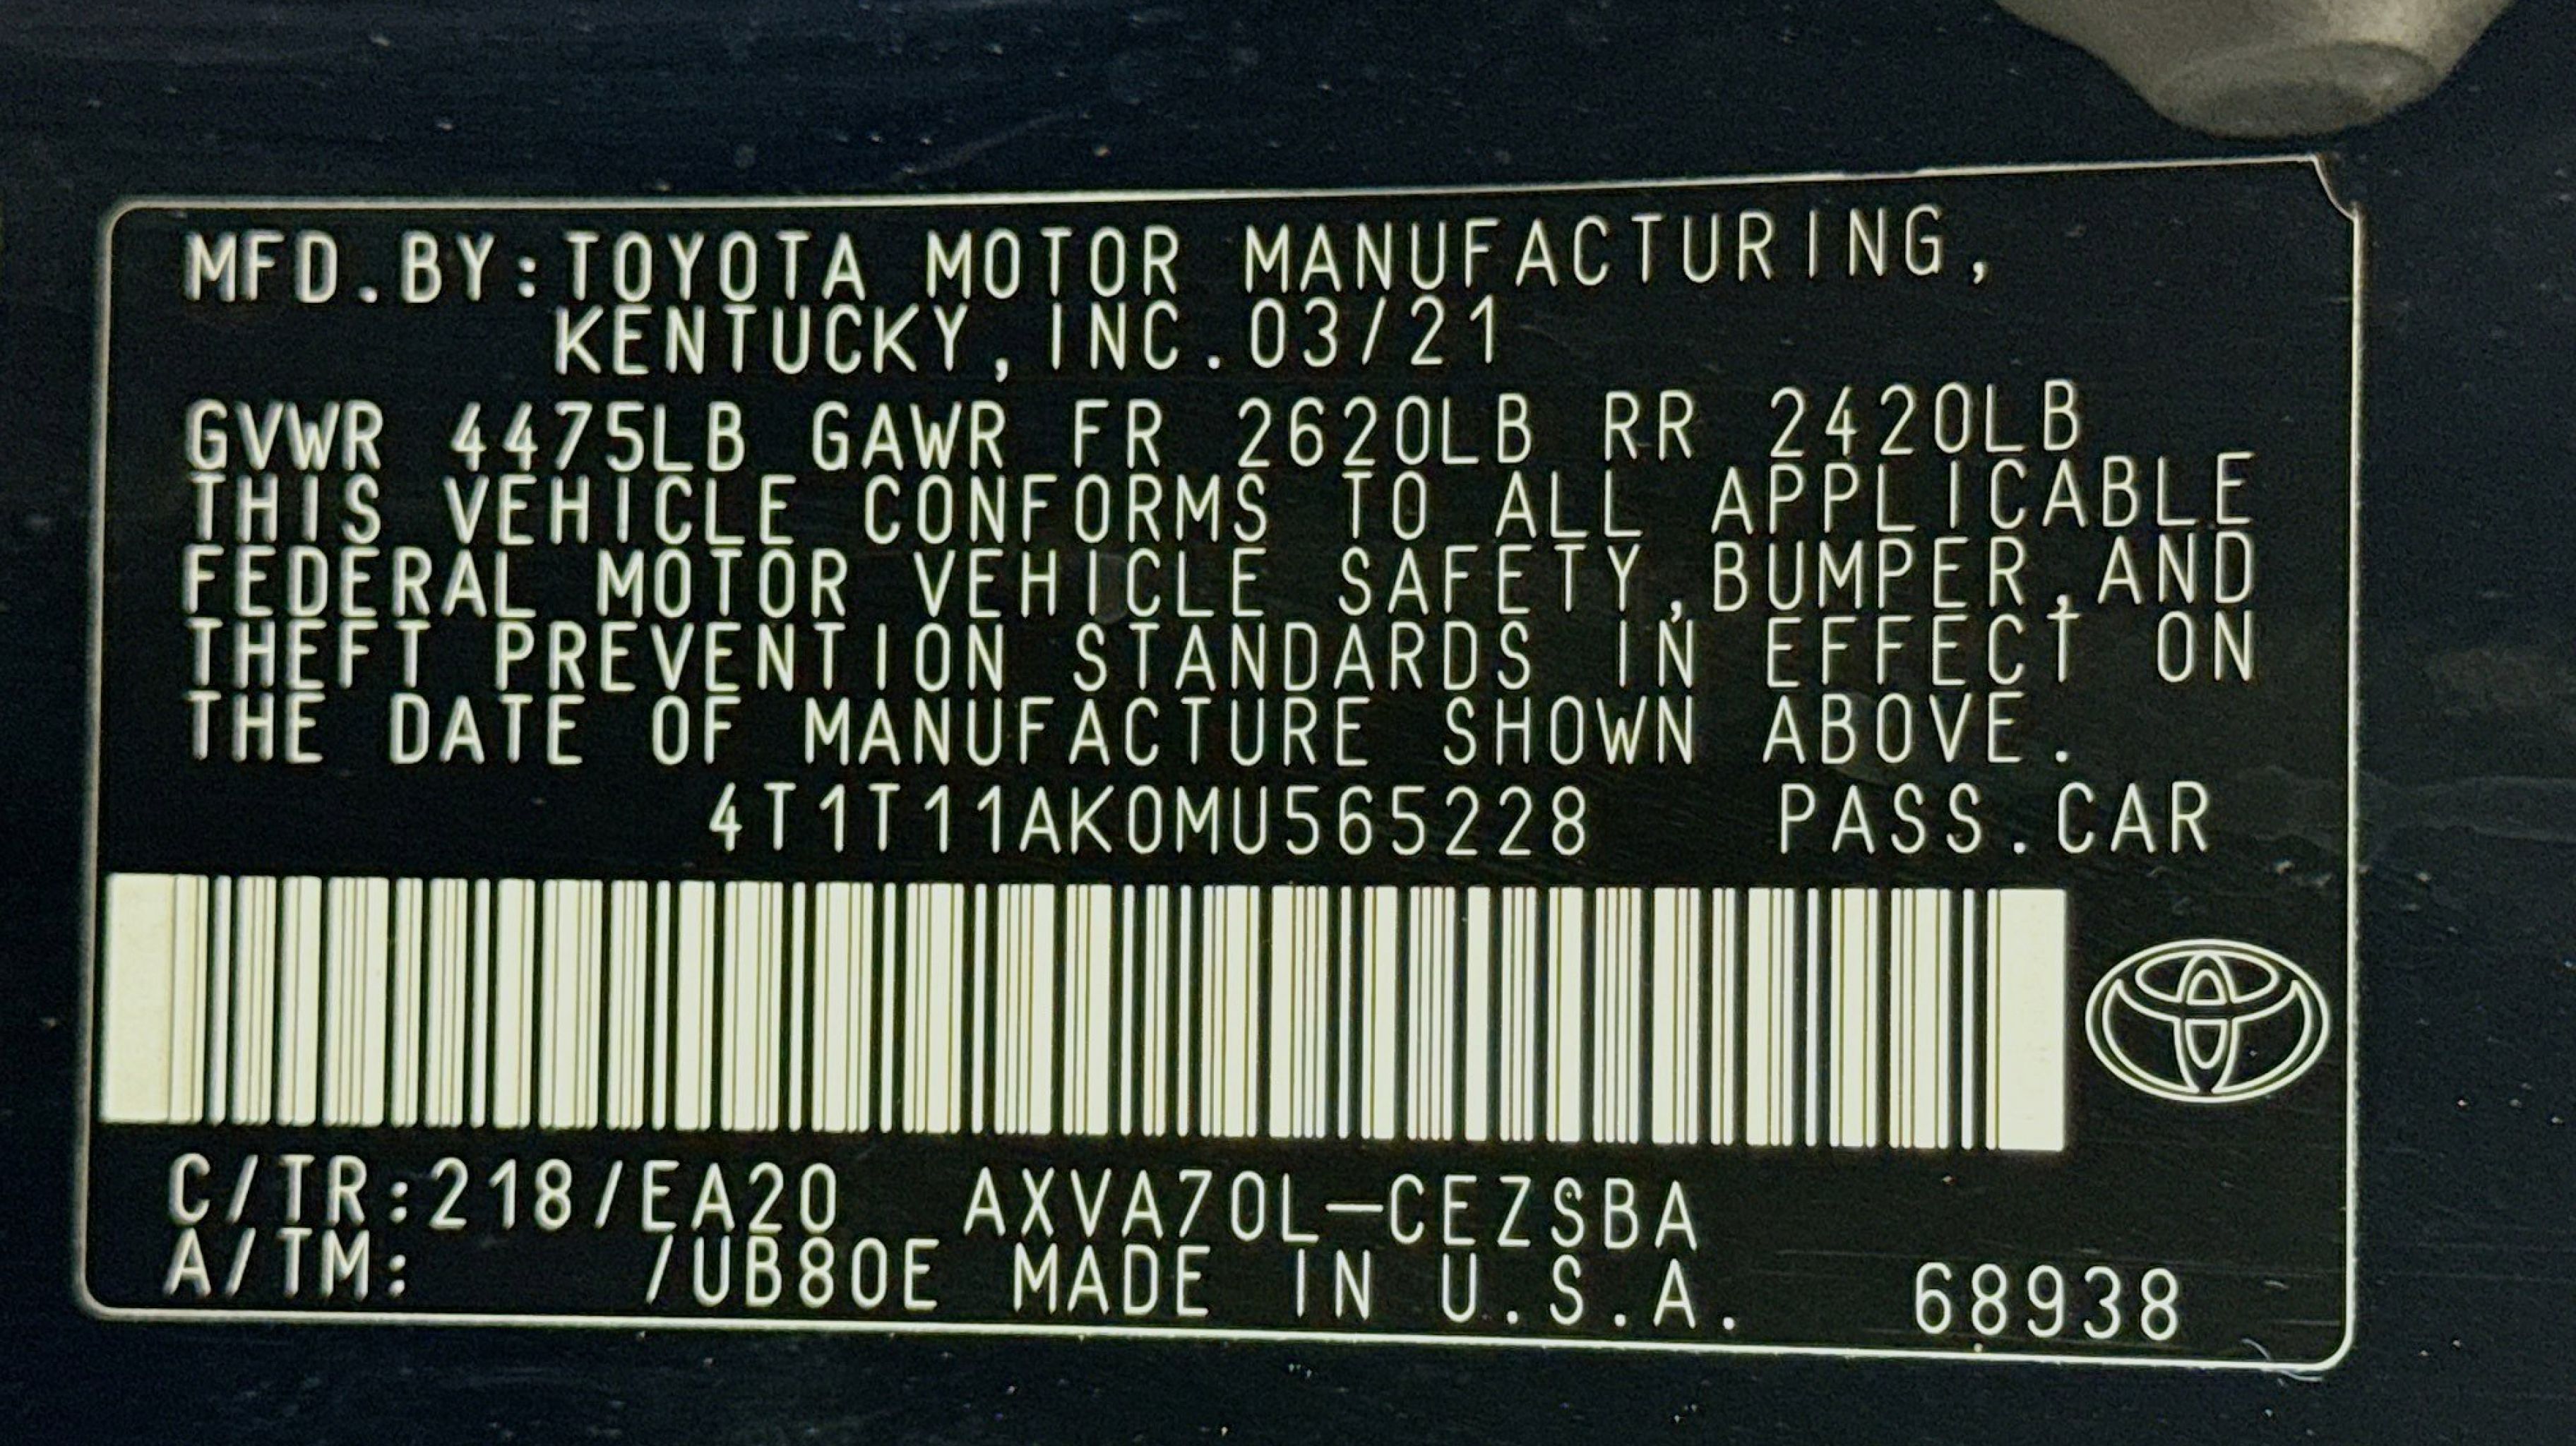 MFD.BY:TOYOTA MOTOR MANUFACTURING,
KENTUCKY,INC.03/21
GVWR 4475LB GAWR FR 2620LB RR 2420LB
THIS VEHICLE CONFORMS TO ALL APPLICABLE
FEDERAL MOTOR VEHICLE SAFETY,BUMPER,AND
THEFT PREVENTION STANDARDS IN EFFECT ON
THE DATE OF MANUFACTURE SHOWN ABOVE.
4T1T11AK0MU565228 PASS.CAR
C/TR:218/EA20 AXVA70L-CEZSBA
A/TM: /UB80E MADE IN U.S.A. 68938